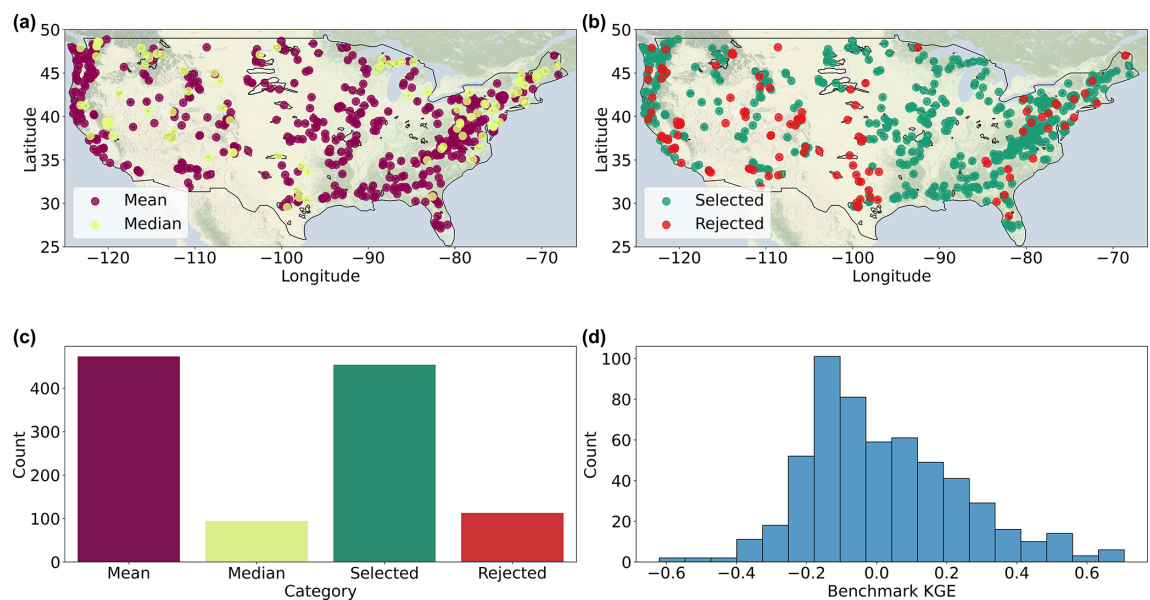 (a)
50
45
40
35
30
25
Latitude
Mean
Median
−120
−110
−100
−90
−80
−70
Longitude
(b)
50
45
40
35
30
25
Latitude
Selected
Rejected
−120
−110
−100
−90
−80
−70
Longitude
(c)
400
300
200
100
0
Count
Mean
Median
Selected
Rejected
Category
(d)
100
80
60
40
20
0
Count
−0.6
−0.4
−0.2
0.0
0.2
0.4
0.6
Benchmark KGE